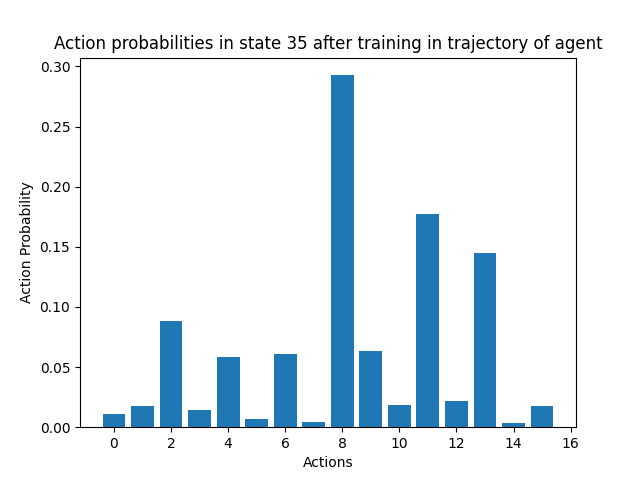 Action probabilities in state 35 after training in trajectory of agent
0.30
0.25
0.20
0.15
0.10
0.05
0.00
Action Probability
0 2 4 6 8 10 12 14 16
Actions